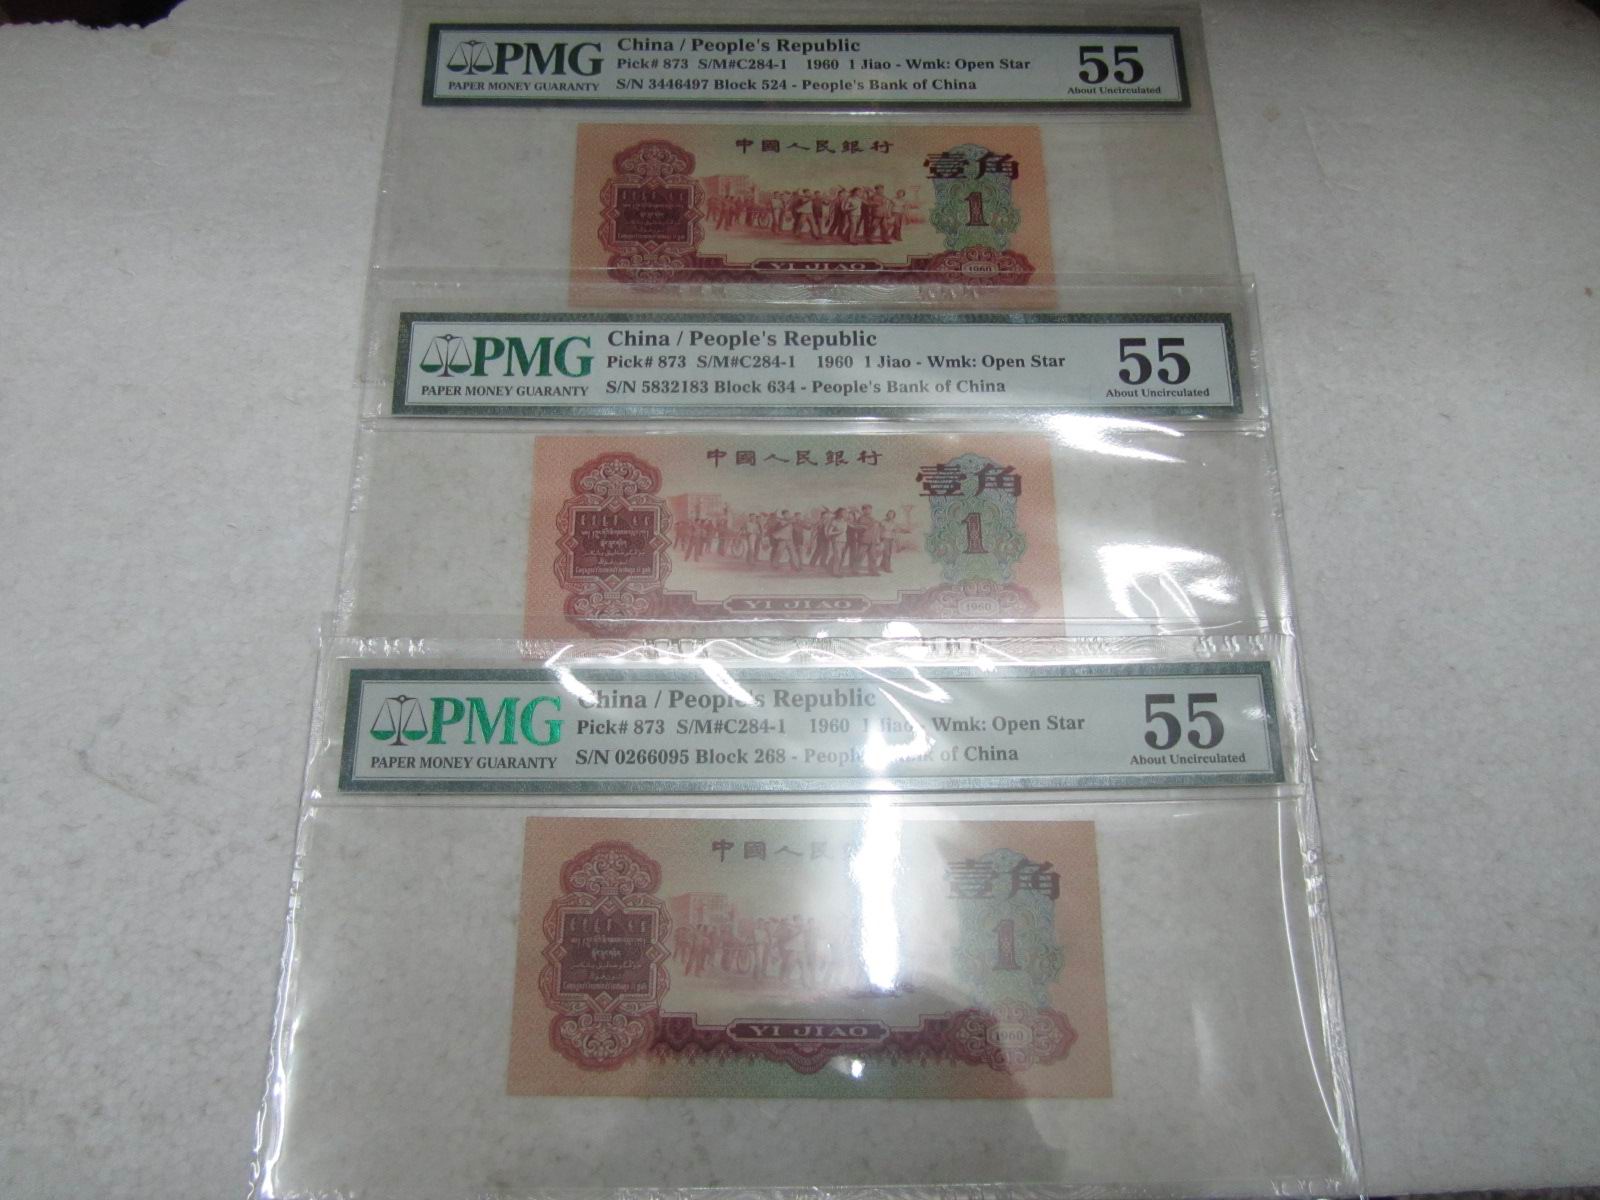 PMG
PAPER MONEY GUARANTY
China / People's Republic
Pick# 873 S/M#C284-1 1960 1 Jiao - Wmk: Open Star
S/N 3446497 Block 524 - People's Bank of China
55
About Uncirculated
中國人民銀行
壹角
1
YI JIAO
1960
PMG
PAPER MONEY GUARANTY
China / People's Republic
Pick# 873 S/M#C284-1 1960 1 Jiao - Wmk: Open Star
S/N 5832183 Block 634 - People's Bank of China
55
About Uncirculated
中國人民銀行
壹角
1
YI JIAO
1960
PMG
PAPER MONEY GUARANTY
China / People's Republic
Pick# 873 S/M#C284-1 1960 1 Jiao - Wmk: Open Star
S/N 0266095 Block 268 - People's Bank of China
55
About Uncirculated
中國人民
壹角
1
YI JIAO
1960